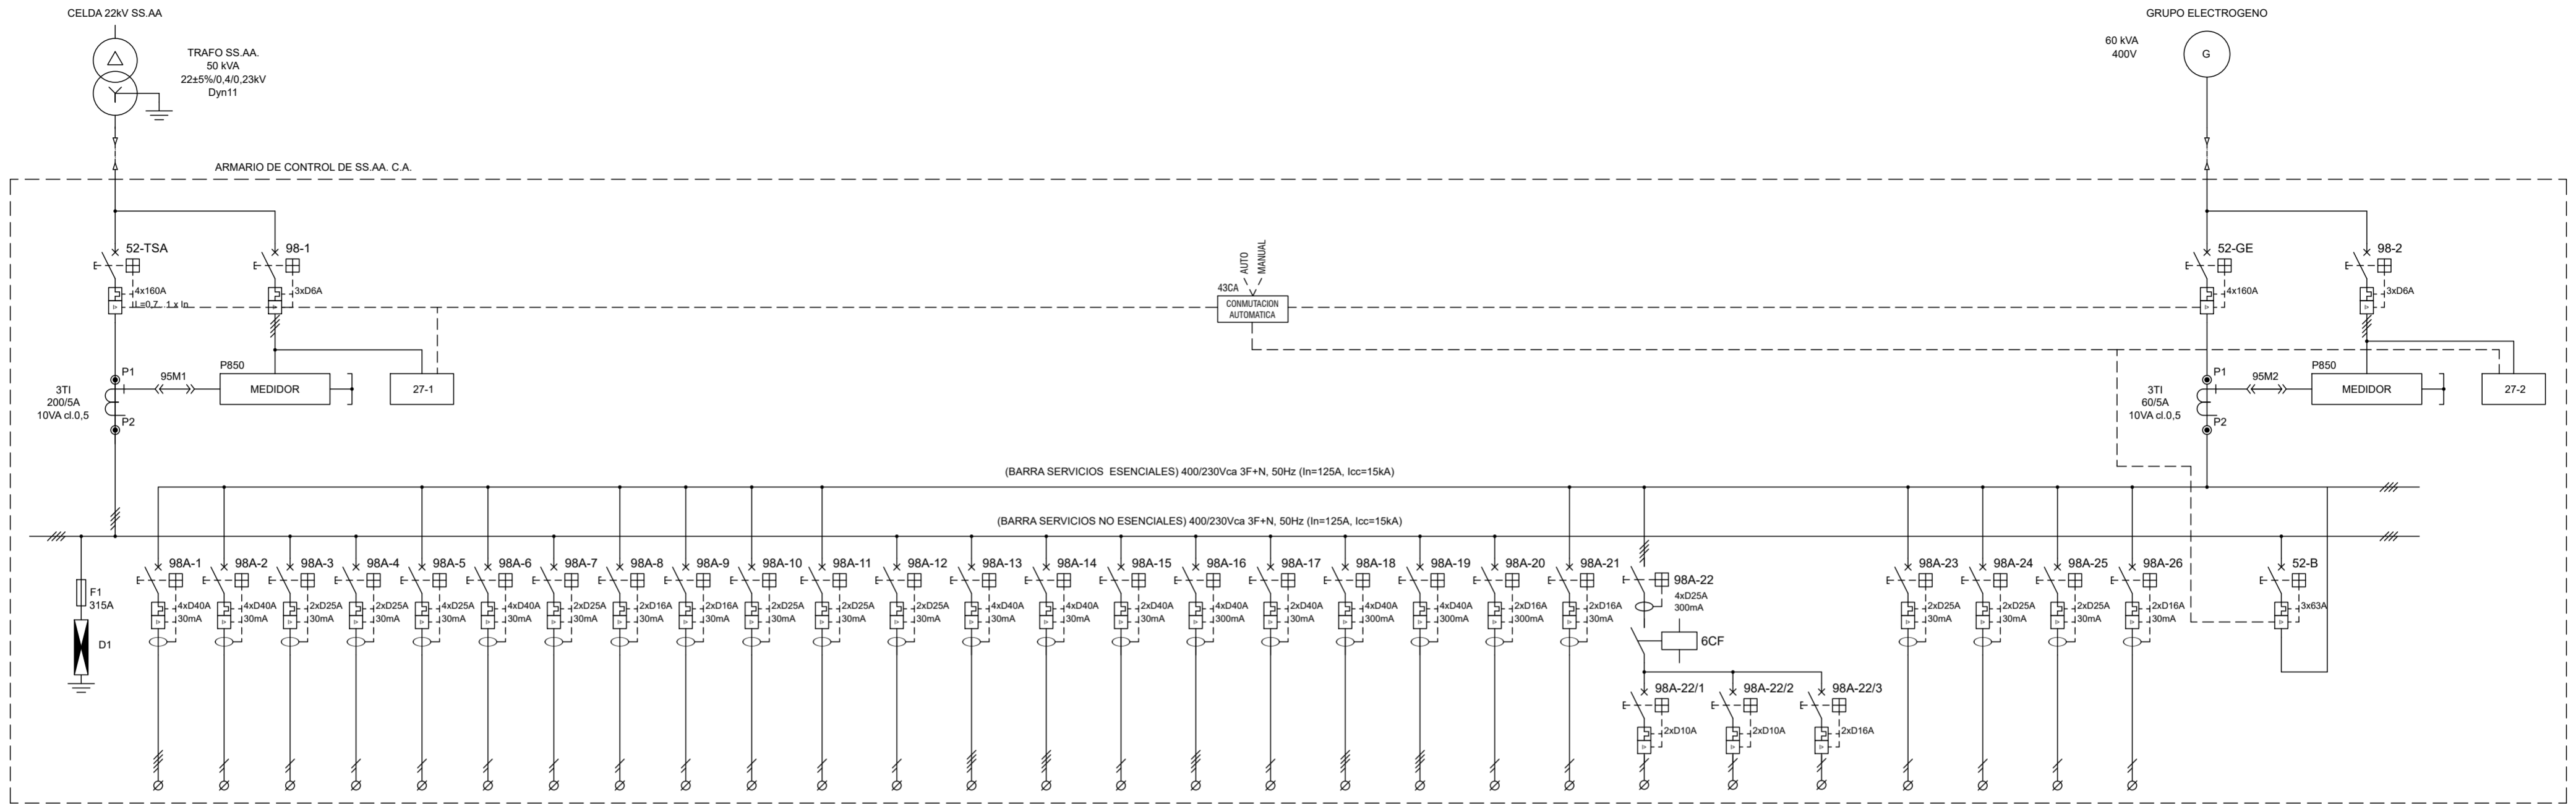 CELDA 22kV SS.AA
GRUPO ELECTROGENO
TRAFO SS.AA.
50 kVA
22±5%/0,4/0,23kV
Dyn11
60 kVA
400V
G
ARMARIO DE CONTROL DE SS.AA. C.A.
52-TSA
4x160A
IL=0,7...1 x In
98-1
3xD6A
AUTO
MANUAL
43CA
CONMUTACION
AUTOMATICA
52-GE
4x160A
98-2
3xD6A
P1
3TI
200/5A
10VA cl.0,5
P2
95M1
P850
MEDIDOR
27-1
P1
3TI
60/5A
10VA cl.0,5
P2
95M2
P850
MEDIDOR
27-2
(BARRA SERVICIOS ESENCIALES) 400/230Vca 3F+N, 50Hz (In=125A, Icc=15kA)
(BARRA SERVICIOS NO ESENCIALES) 400/230Vca 3F+N, 50Hz (In=125A, Icc=15kA)
F1
315A
D1
98A-1
4xD40A
30mA
98A-2
4xD40A
30mA
98A-3
2xD25A
30mA
98A-4
2xD25A
30mA
98A-5
4xD25A
30mA
98A-6
4xD40A
30mA
98A-7
2xD25A
30mA
98A-8
2xD16A
30mA
98A-9
2xD16A
30mA
98A-10
2xD25A
30mA
98A-11
2xD25A
30mA
98A-12
2xD25A
30mA
98A-13
4xD40A
30mA
98A-14
4xD40A
30mA
98A-15
2xD40A
30mA
98A-16
4xD40A
300mA
98A-17
2xD40A
30mA
98A-18
4xD40A
300mA
98A-19
4xD40A
300mA
98A-20
2xD16A
30mA
98A-21
2xD16A
30mA
98A-22
4xD25A
300mA
6CF
98A-22/1
2xD10A
98A-22/2
2xD10A
98A-22/3
2xD16A
98A-23
2xD25A
30mA
98A-24
2xD25A
30mA
98A-25
2xD25A
30mA
98A-26
2xD16A
30mA
52-B
3x63A